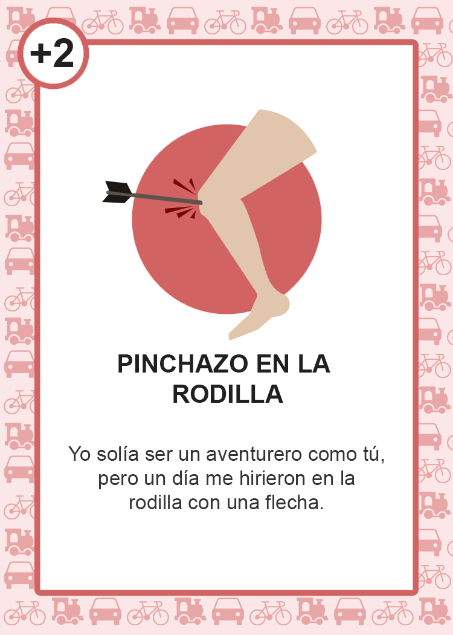 +2
PINCHAZO EN LA
RODILLA
Yo solía ser un aventurero como tú,
pero un día me hirieron en la
rodilla con una flecha.